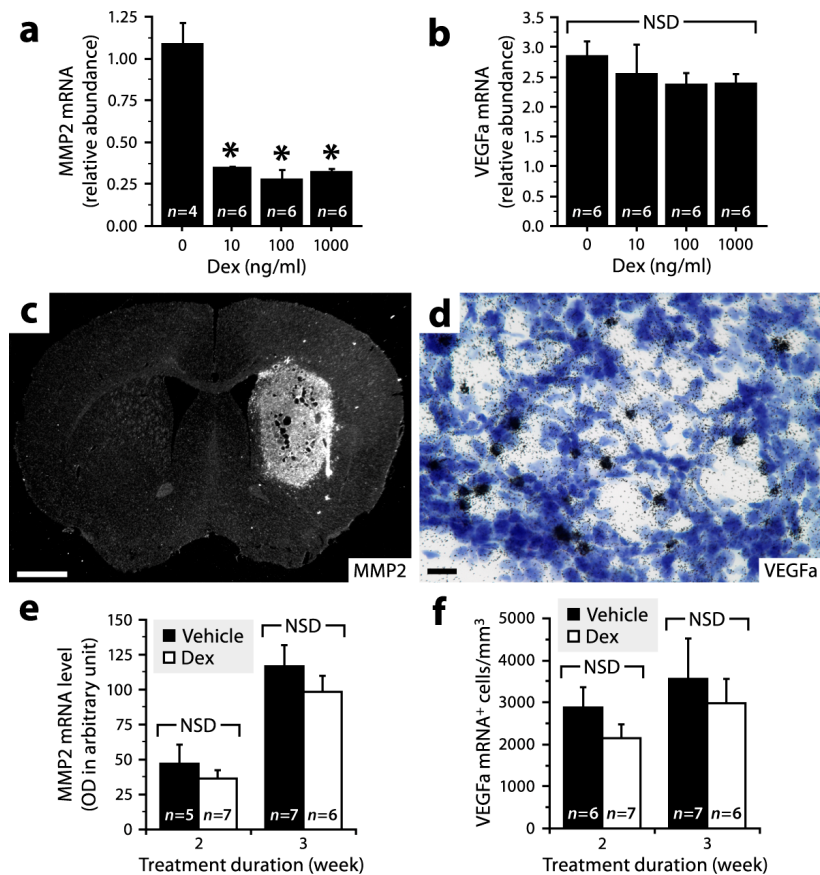 a
MMP2 mRNA
(relative abundance)
1.25
1.00
0.75
0.50
0.25
0.00
* * *
n=4 n=6 n=6 n=6
0 10 100 1000
Dex (ng/ml)
b
VEGFa mRNA
(relative abundance)
3.5
3.0
2.5
2.0
1.5
1.0
0.5
0.0
NSD
n=6 n=6 n=6 n=6
0 10 100 1000
Dex (ng/ml)
c
MMP2
d
VEGFa
e
MMP2 mRNA level
(OD in arbitrary unit)
150
125
100
75
50
25
0
Vehicle
Dex
NSD
NSD
n=5 n=7 n=7 n=6
2 3
Treatment duration (week)
f
VEGFa mRNA⁺ cells/mm³
5000
4000
3000
2000
1000
0
Vehicle
Dex
NSD
NSD
n=6 n=7 n=7 n=6
2 3
Treatment duration (week)